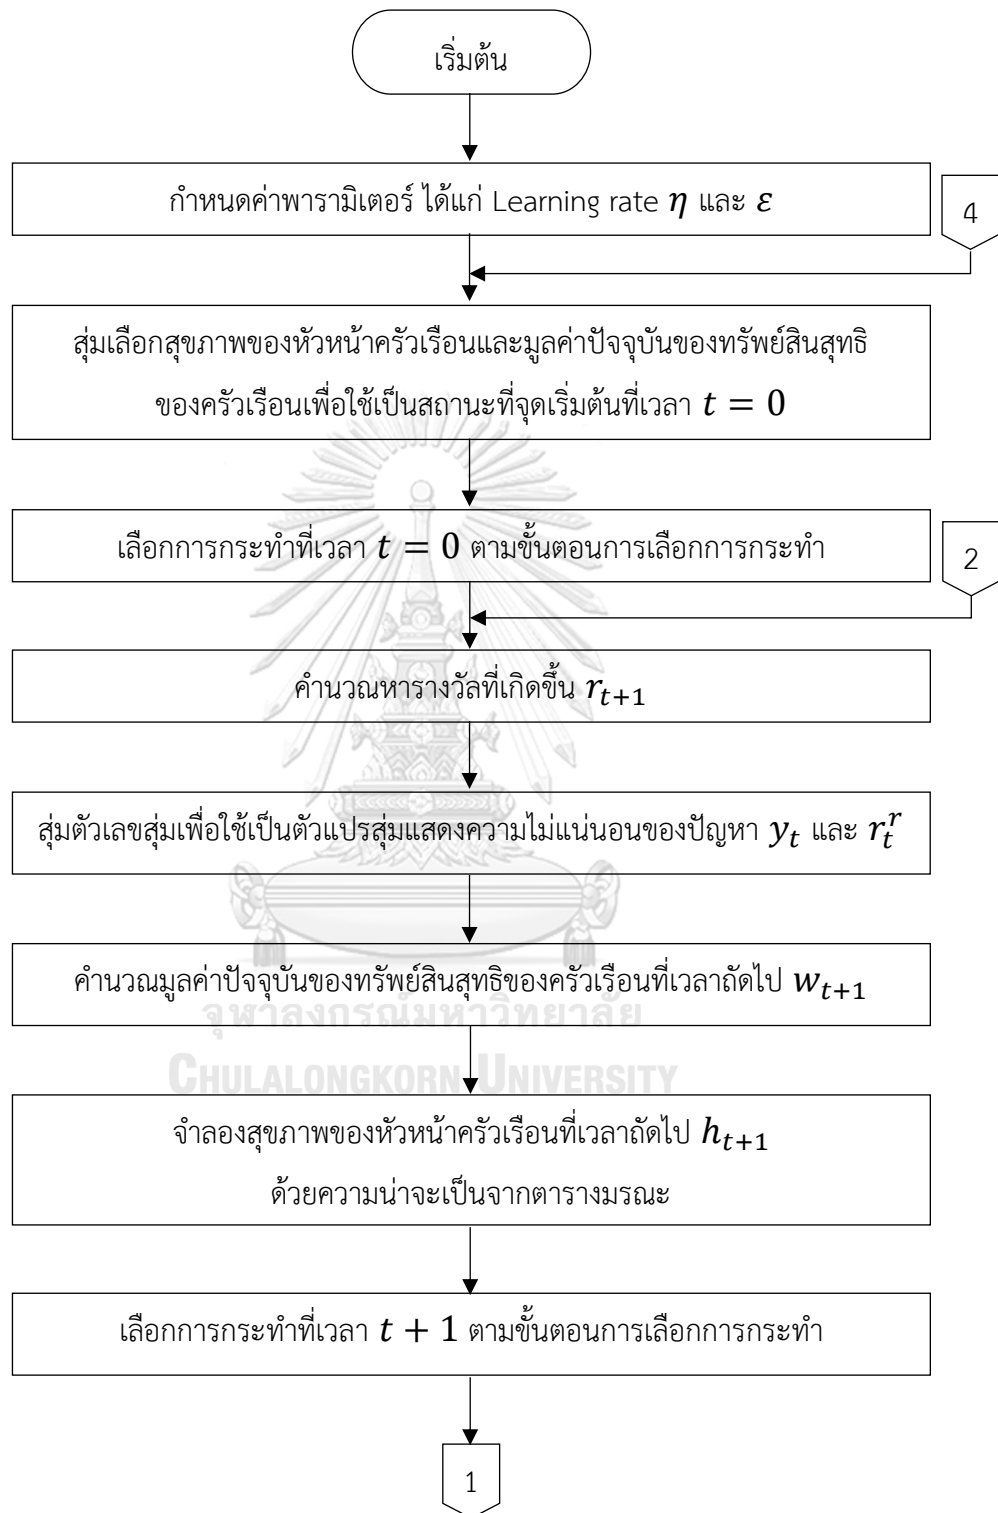 เริ่มต้น
กำหนดค่าพารามิเตอร์ ได้แก่ Learning rate η และ ε
4
สุ่มเลือกสุขภาพของหัวหน้าครัวเรือนและมูลค่าปัจจุบันของทรัพย์สินสุทธิ
ของครัวเรือนเพื่อใช้เป็นสถานะที่จุดเริ่มต้นที่เวลา t = 0
เลือกการกระทำที่เวลา t = 0 ตามขั้นตอนการเลือกการกระทำ
2
คำนวณหารางวัลที่เกิดขึ้น r_{t+1}
สุ่มตัวเลขสุ่มเพื่อใช้เป็นตัวแปรสุ่มแสดงความไม่แน่นอนของปัญหา y_t และ r_t^r
คำนวณมูลค่าปัจจุบันของทรัพย์สินสุทธิของครัวเรือนที่เวลาถัดไป w_{t+1}
จุฬาลงกรณ์มหาวิทยาลัย
CHULALONGKORN UNIVERSITY
จำลองสุขภาพของหัวหน้าครัวเรือนที่เวลาถัดไป h_{t+1}
ด้วยความน่าจะเป็นจากตารางมรณะ
เลือกการกระทำที่เวลา t + 1 ตามขั้นตอนการเลือกการกระทำ
1